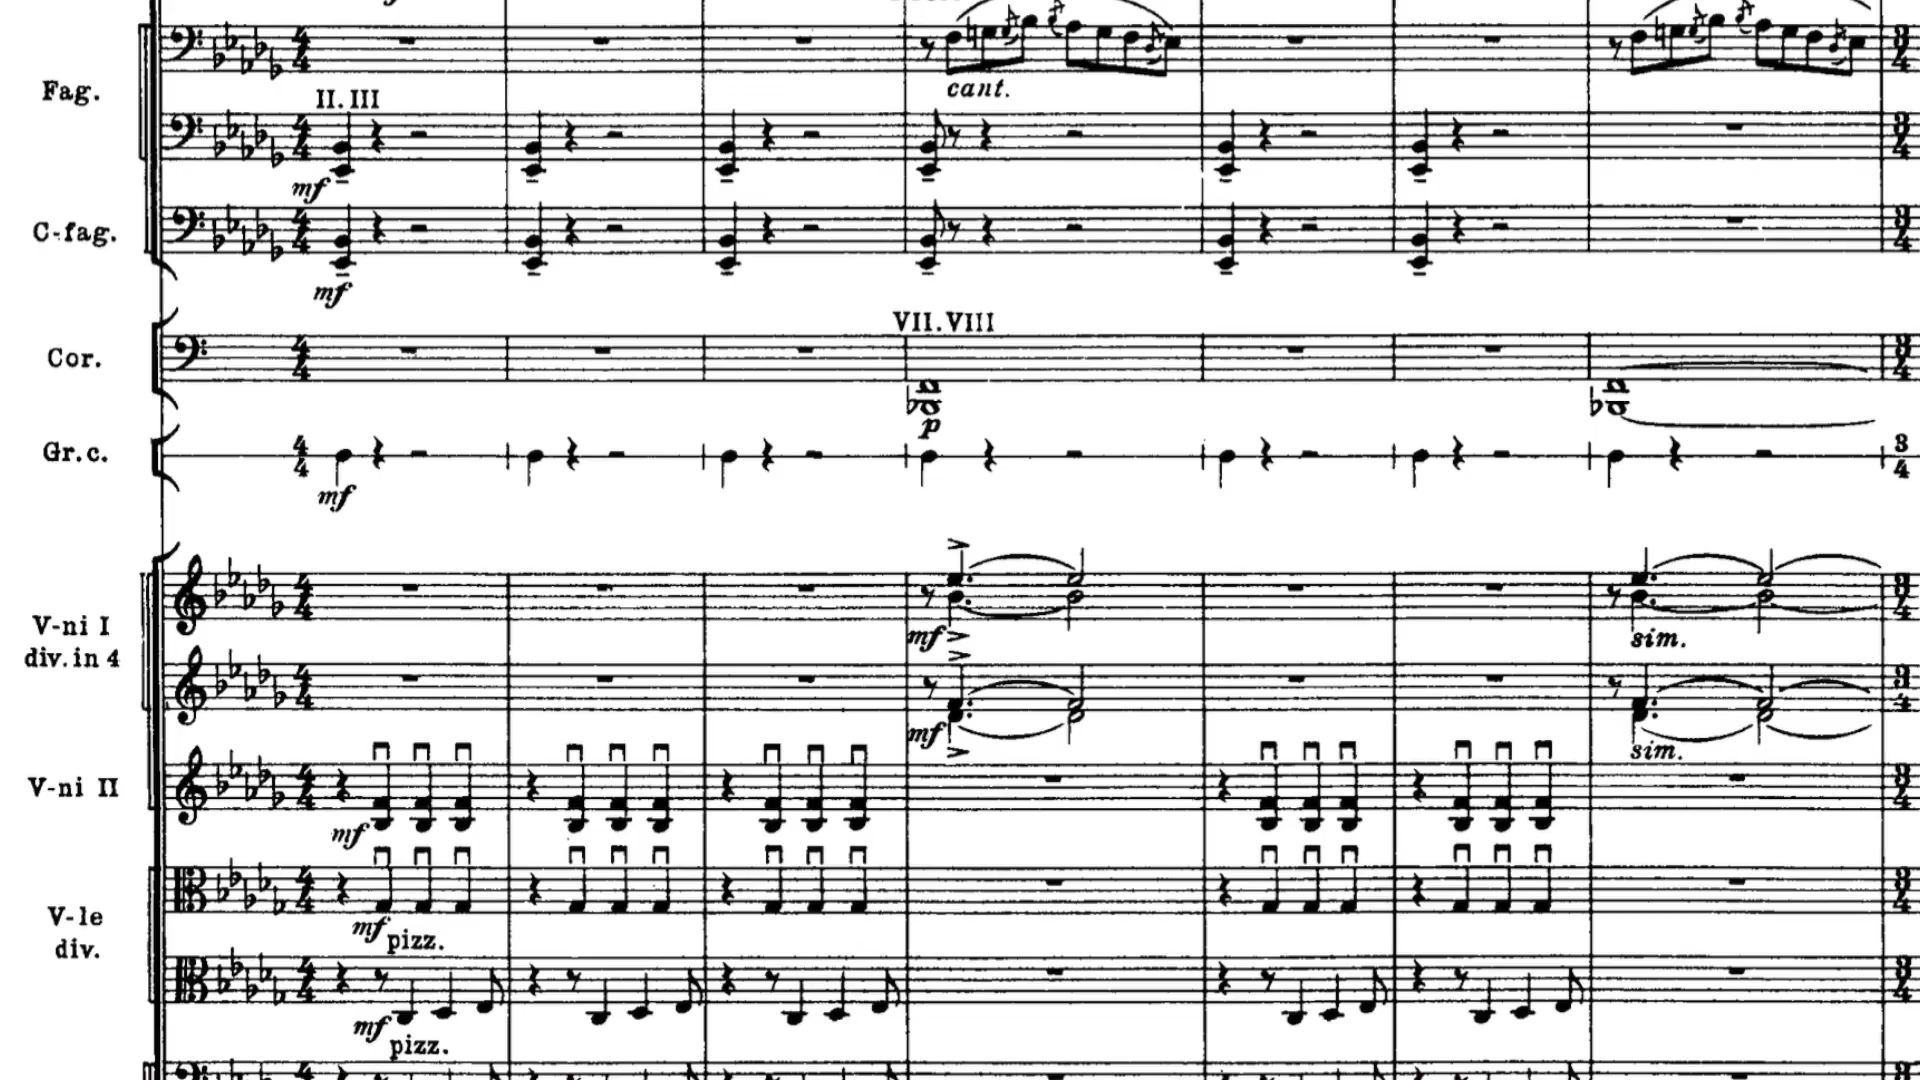 Fag.
cant.
II. III
mf
C-fag.
mf
VII. VIII
Cor.
p
Gr. c.
mf
V-ni I
div. in 4
mf
sim.
mf
sim.
V-ni II
mf
V-le
div.
mf pizz.
mf pizz.